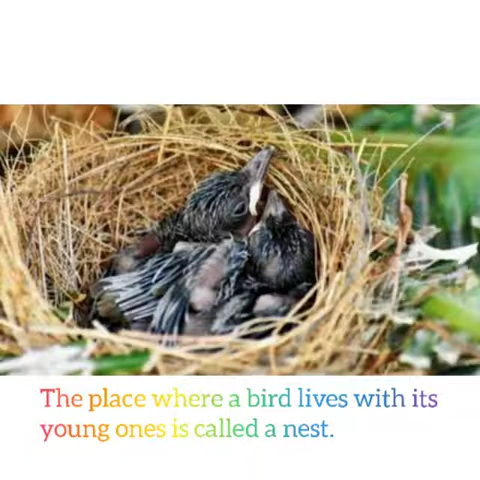 The place where a bird lives with its
young ones is called a nest.